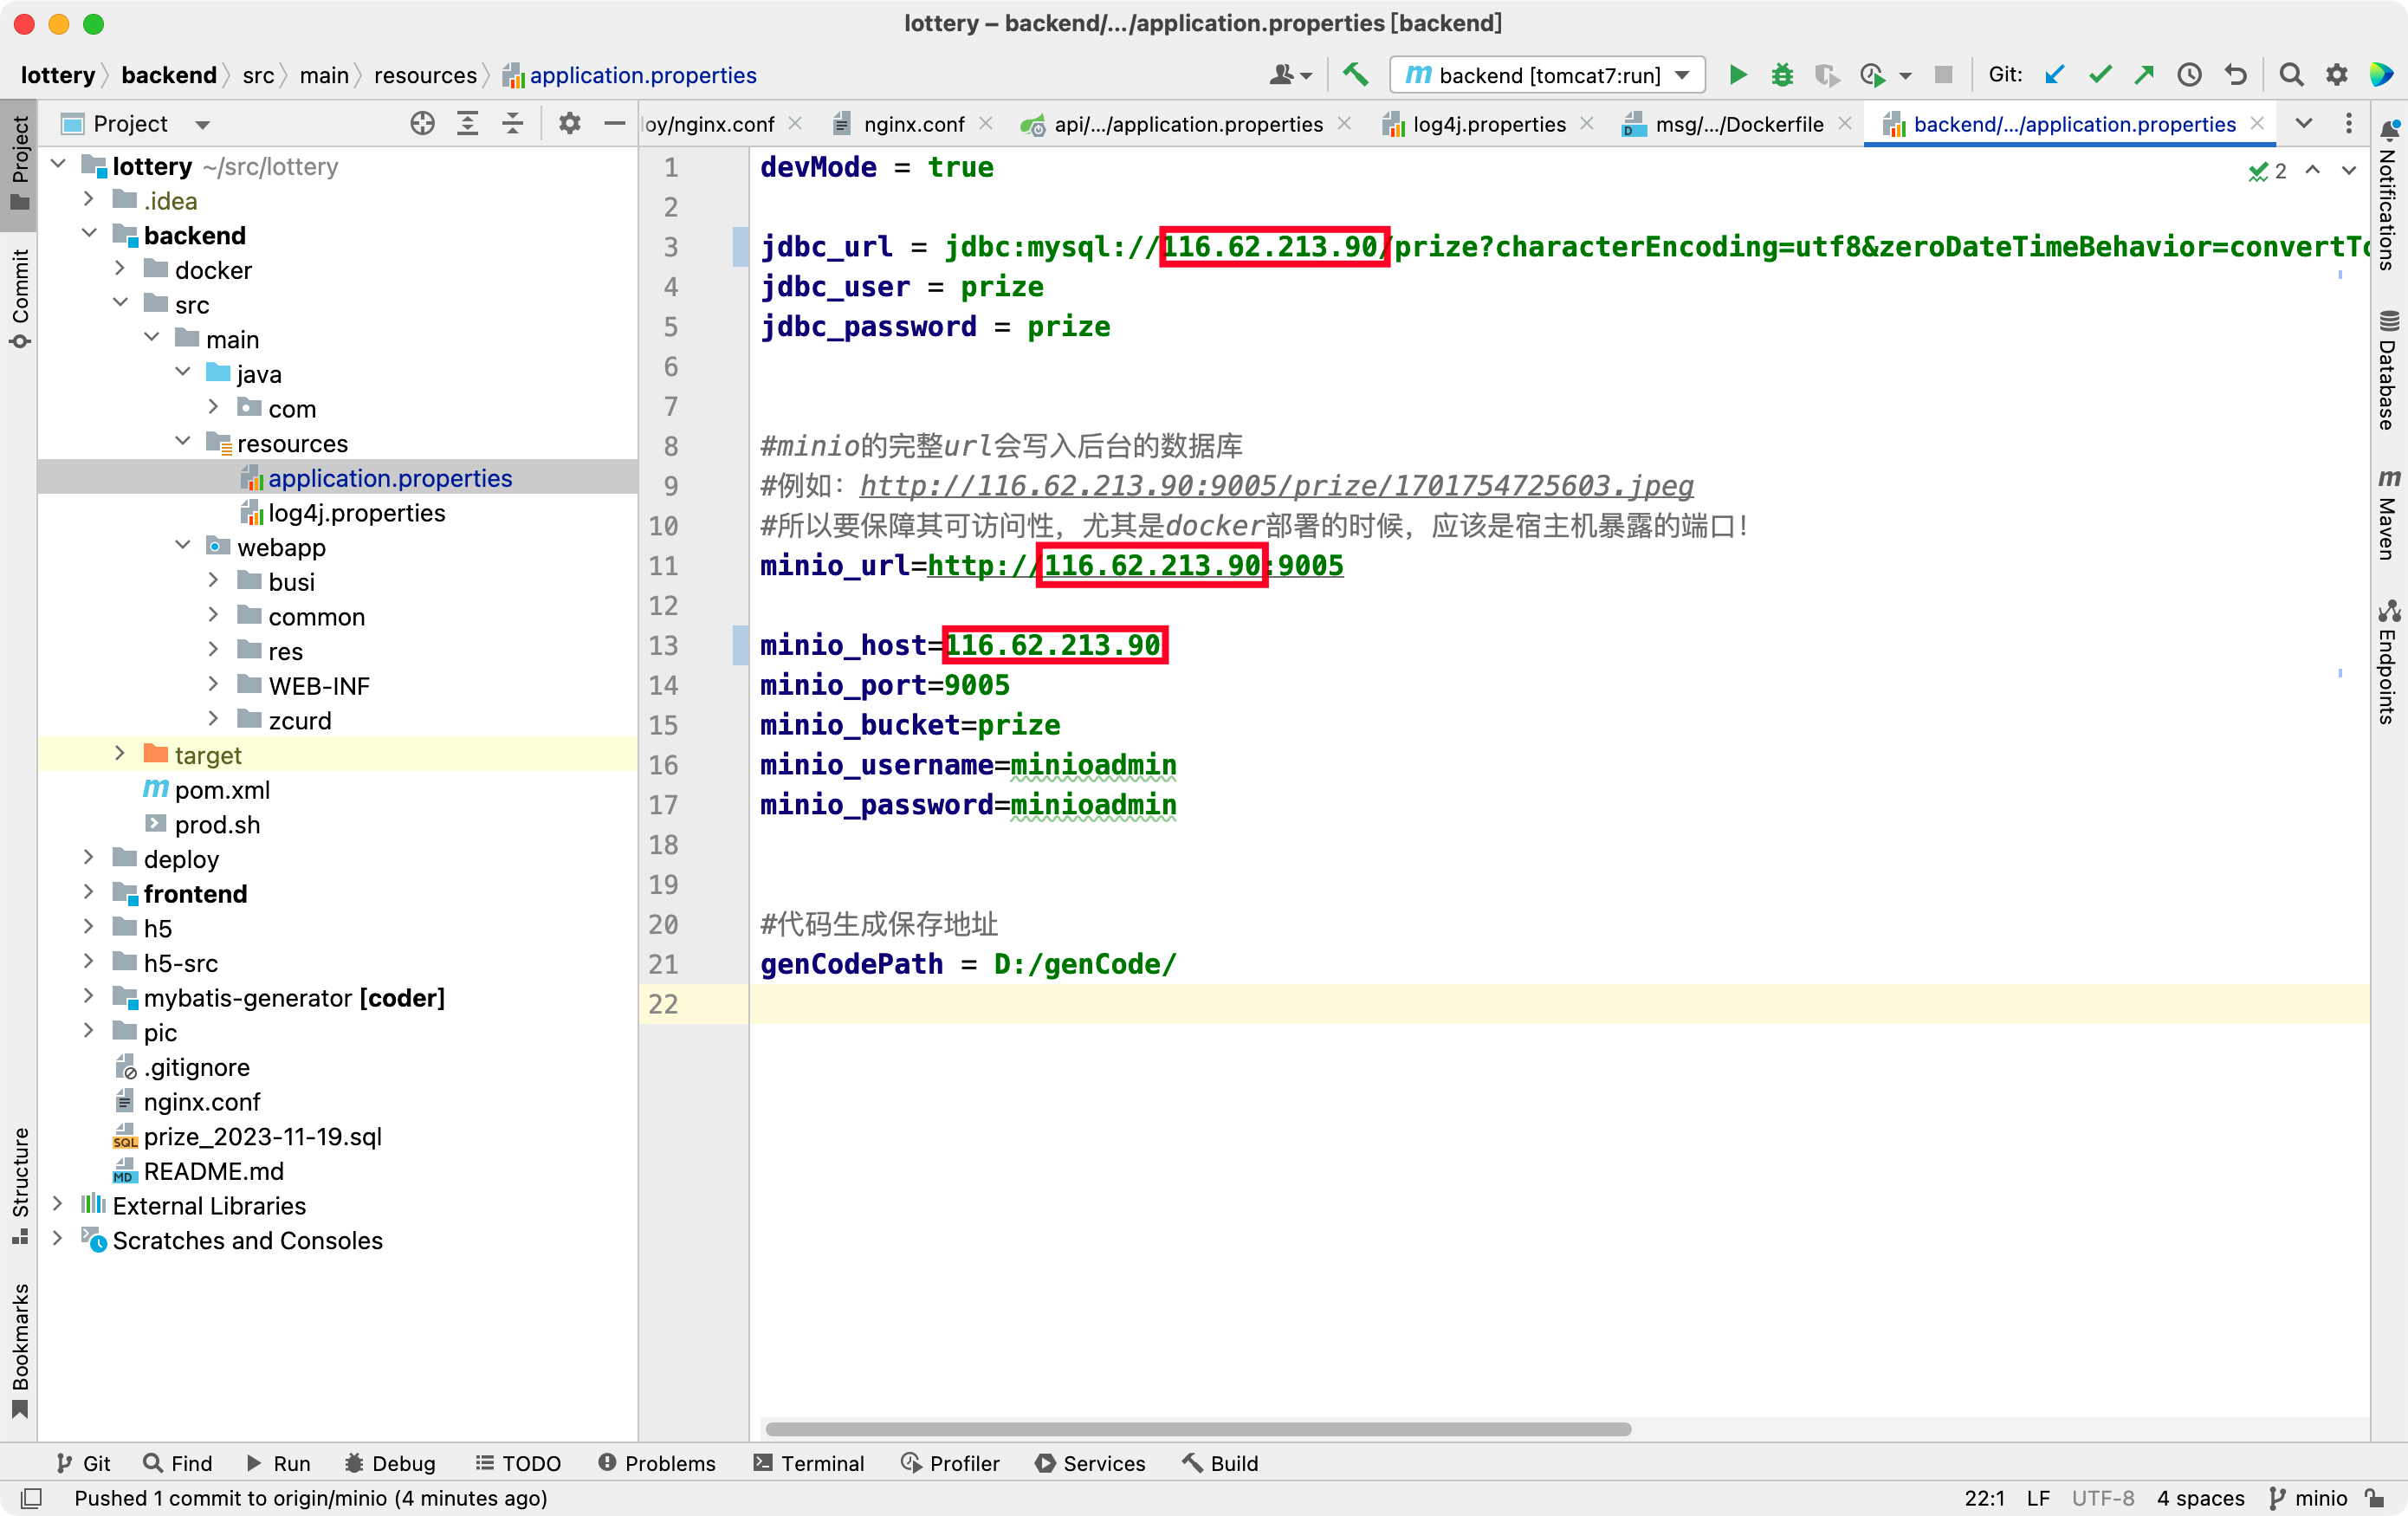 lottery – backend/.../application.properties [backend]
lottery backend src main resources application.properties
backend [tomcat7:run]
Git:
Project
oy/nginx.conf
nginx.conf
api/.../application.properties
log4j.properties
msg/.../Dockerfile
backend/.../application.properties
Project
Commit
Structure
Bookmarks
lottery ~/src/lottery
.idea
backend
docker
src
main
java
com
resources
application.properties
log4j.properties
webapp
busi
common
res
WEB-INF
zcurd
target
pom.xml
prod.sh
deploy
frontend
h5
h5-src
mybatis-generator [coder]
pic
.gitignore
nginx.conf
prize_2023-11-19.sql
README.md
External Libraries
Scratches and Consoles
1 devMode = true
2
3 jdbc_url = jdbc:mysql://116.62.213.90/prize?characterEncoding=utf8&zeroDateTimeBehavior=convertTo
4 jdbc_user = prize
5 jdbc_password = prize
6
7
8 #minio的完整url会写入后台的数据库
9 #例如：http://116.62.213.90:9005/prize/1701754725603.jpeg
10 #所以要保障其可访问性，尤其是docker部署的时候，应该是宿主机暴露的端口！
11 minio_url=http://116.62.213.90:9005
12
13 minio_host=116.62.213.90
14 minio_port=9005
15 minio_bucket=prize
16 minio_username=minioadmin
17 minio_password=minioadmin
18
19
20 #代码生成保存地址
21 genCodePath = D:/genCode/
22
2
Notifications
Database
Maven
Endpoints
Git Find Run Debug TODO Problems Terminal Profiler Services Build
Pushed 1 commit to origin/minio (4 minutes ago)
22:1 LF UTF-8 4 spaces minio